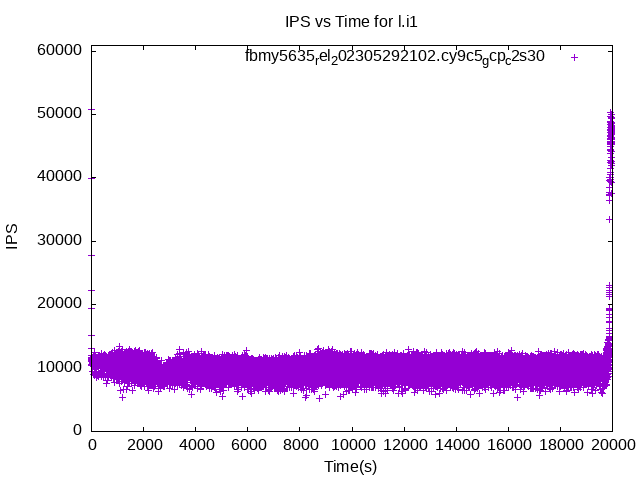 IPS vs Time for l.i1
fbmy5635rel202305292102.cy9c5gcpc2s30
IPS
60000
50000
40000
30000
20000
10000
0
0 2000 4000 6000 8000 10000 12000 14000 16000 18000 20000
Time(s)